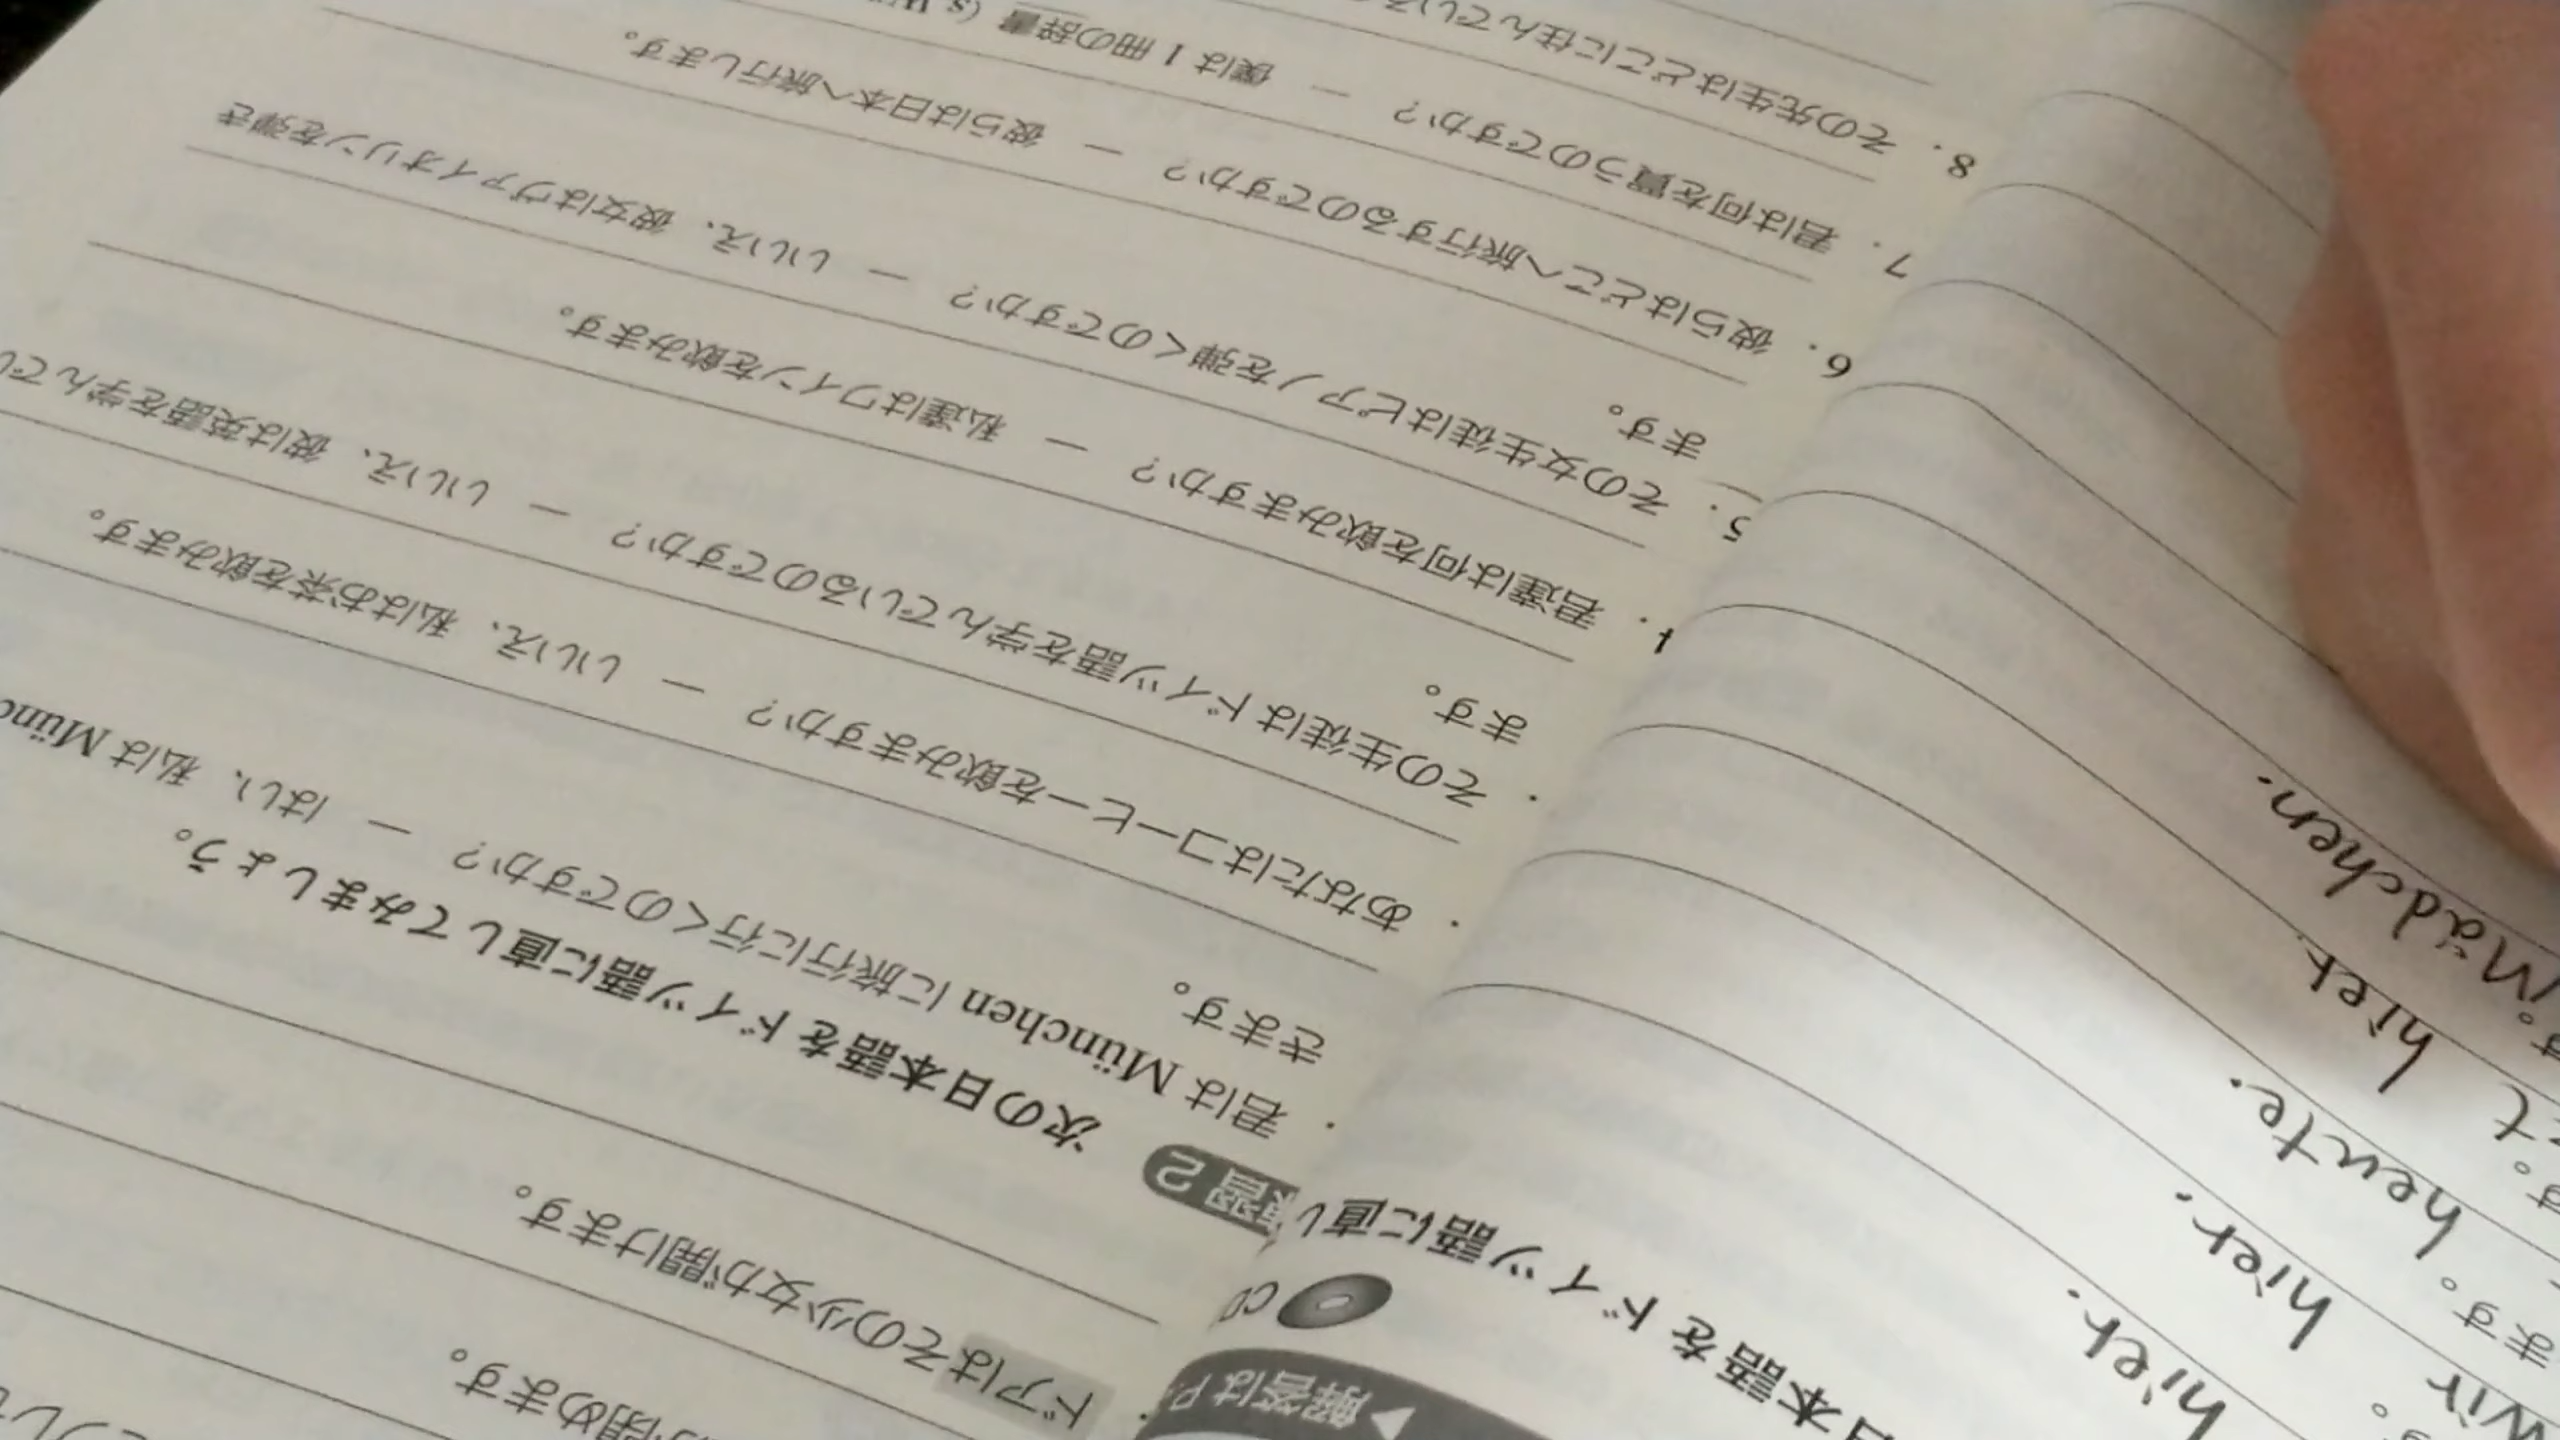 が閉めます。
ドアはその少女が開けます。
練習2 次の日本語をドイツ語に直してみましょう。
君は München に旅行に行くのですか? — はい、私は Münc
きます。
あなたはコーヒーを飲みますか? — いいえ、私はお茶を飲みます。
その生徒はドイツ語を学んでいるのですか? — いいえ、彼は英語を学んでい
ます。
君達は何を飲みますか? — 私達はワインを飲みます。
5. その女生徒はピアノを弾くのですか? — いいえ、彼女はヴァイオリンを弾き
ます。
6. 彼らはどこへ旅行するのですか? — 彼らは日本へ旅行します。
7. 君は何を買うのですか? — 僕は1冊の辞書 (s
8. その先生はどこに住んでいる
▶解答は P.
CD
日本語をドイツ語に直し
Wir hier.
ます。
hier.
heute.
hier.
Mädchen.